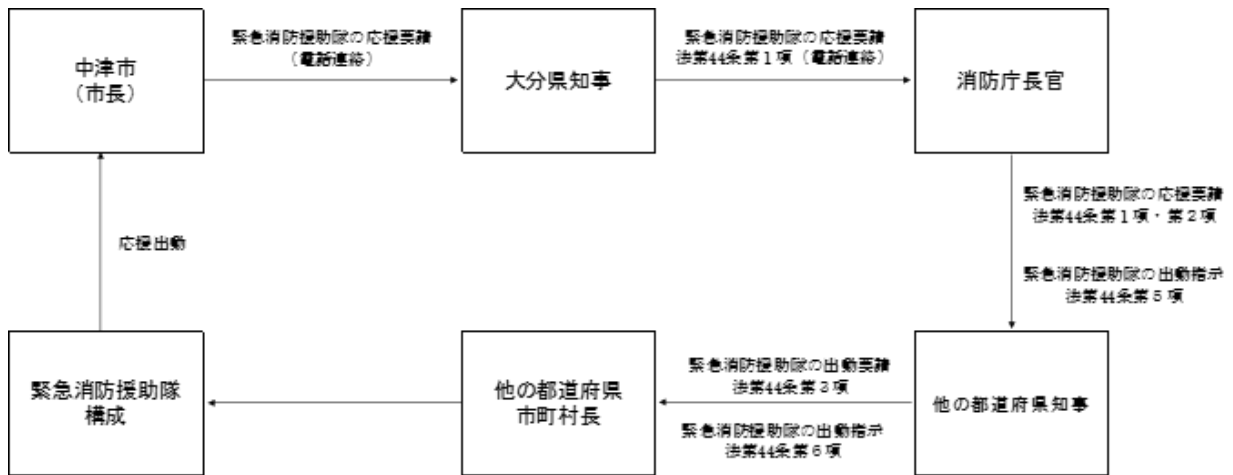 中津市
（市長）
緊急消防援助隊の応援要請
（電話連絡）
大分県知事
緊急消防援助隊の応援要請
法第44条第１項（電話連絡）
消防庁長官
緊急消防援助隊の応援要請
法第44条第１項・第２項
緊急消防援助隊の出動指示
法第44条第５項
他の都道府県知事
緊急消防援助隊の出動要請
法第44条第３項
緊急消防援助隊の出動指示
法第44条第６項
他の都道府県
市町村長
緊急消防援助隊
構成
応援出動